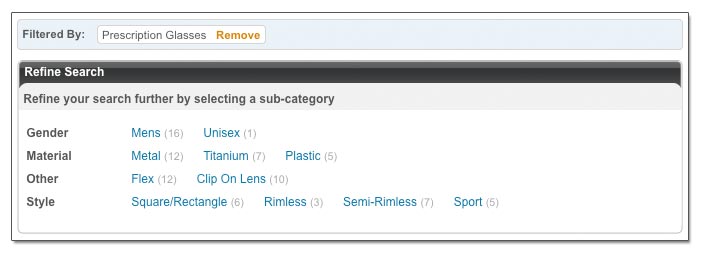 Filtered By: Prescription Glasses Remove
Refine Search
Refine your search further by selecting a sub-category
Gender Mens (16) Unisex (1)
Material Metal (12) Titanium (7) Plastic (5)
Other Flex (12) Clip On Lens (10)
Style Square/Rectangle (6) Rimless (3) Semi-Rimless (7) Sport (5)